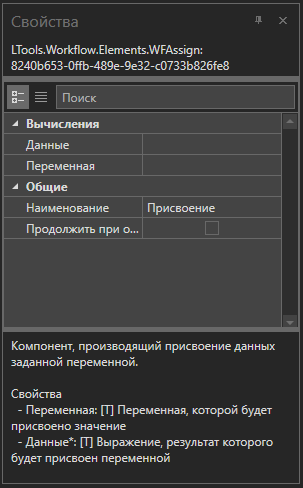 Свойства
LTools.Workflow.Elements.WFAssign:
8240b653-0ffb-489e-9e32-c0733b826fe8
Поиск
Вычисления
Данные
Переменная
Общие
Наименование Присвоение
Продолжить при о...
Компонент, производящий присвоение данных
заданной переменной.
Свойства
- Переменная: [T] Переменная, которой будет
присвоено значение
- Данные*: [T] Выражение, результат которого
будет присвоен переменной